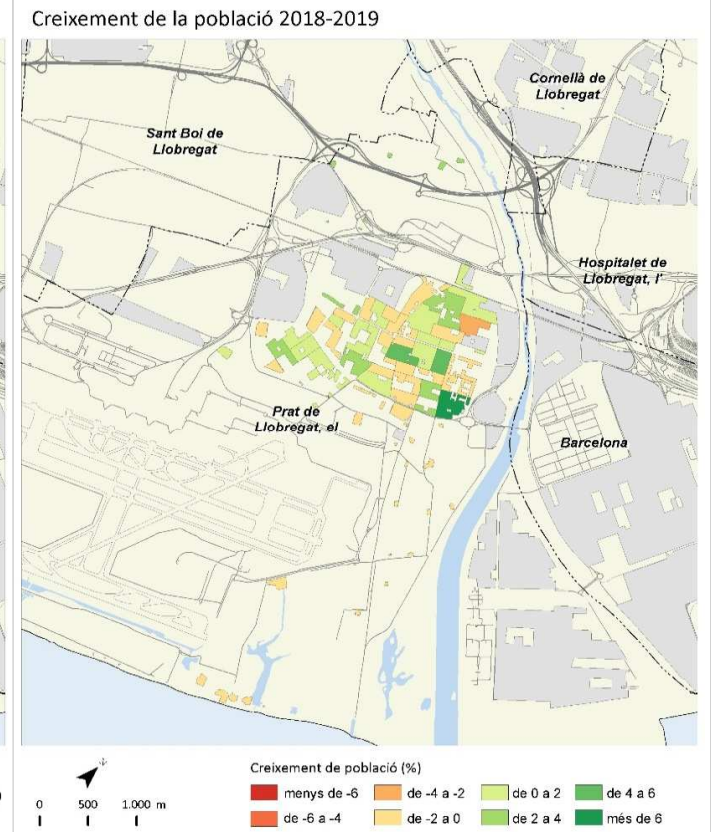 Creixement de la població 2018-2019
Cornellà de
Llobregat
Sant Boi de
Llobregat
Hospitalet de
Llobregat, l'
Prat de
Llobregat, el
Barcelona
Creixement de població (%)
menys de -6
de -4 a -2
de 0 a 2
de 4 a 6
de -6 a -4
de -2 a 0
de 2 a 4
més de 6
0 500 1.000 m